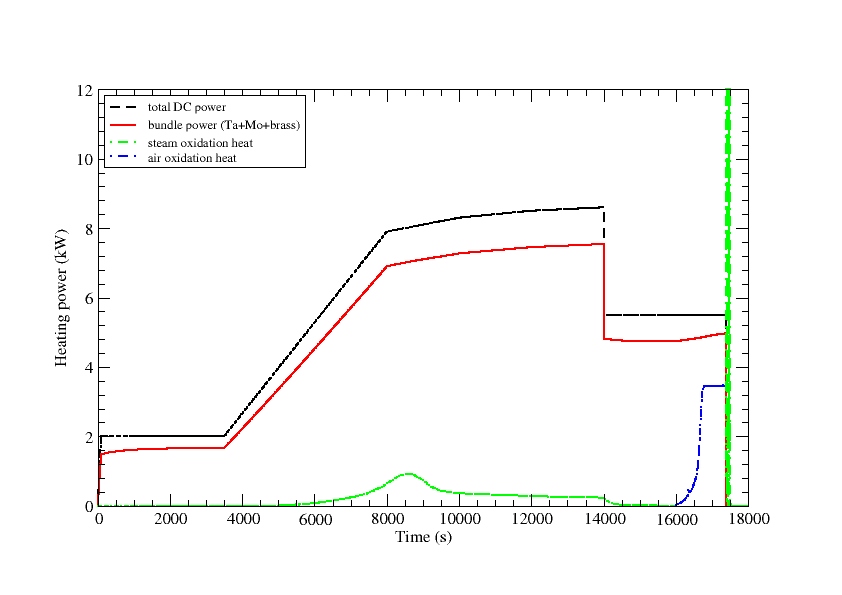 total DC power
bundle power (Ta+Mo+brass)
steam oxidation heat
air oxidation heat
12
10
8
6
4
2
0
Heating power (kW)
0 2000 4000 6000 8000 10000 12000 14000 16000 18000
Time (s)